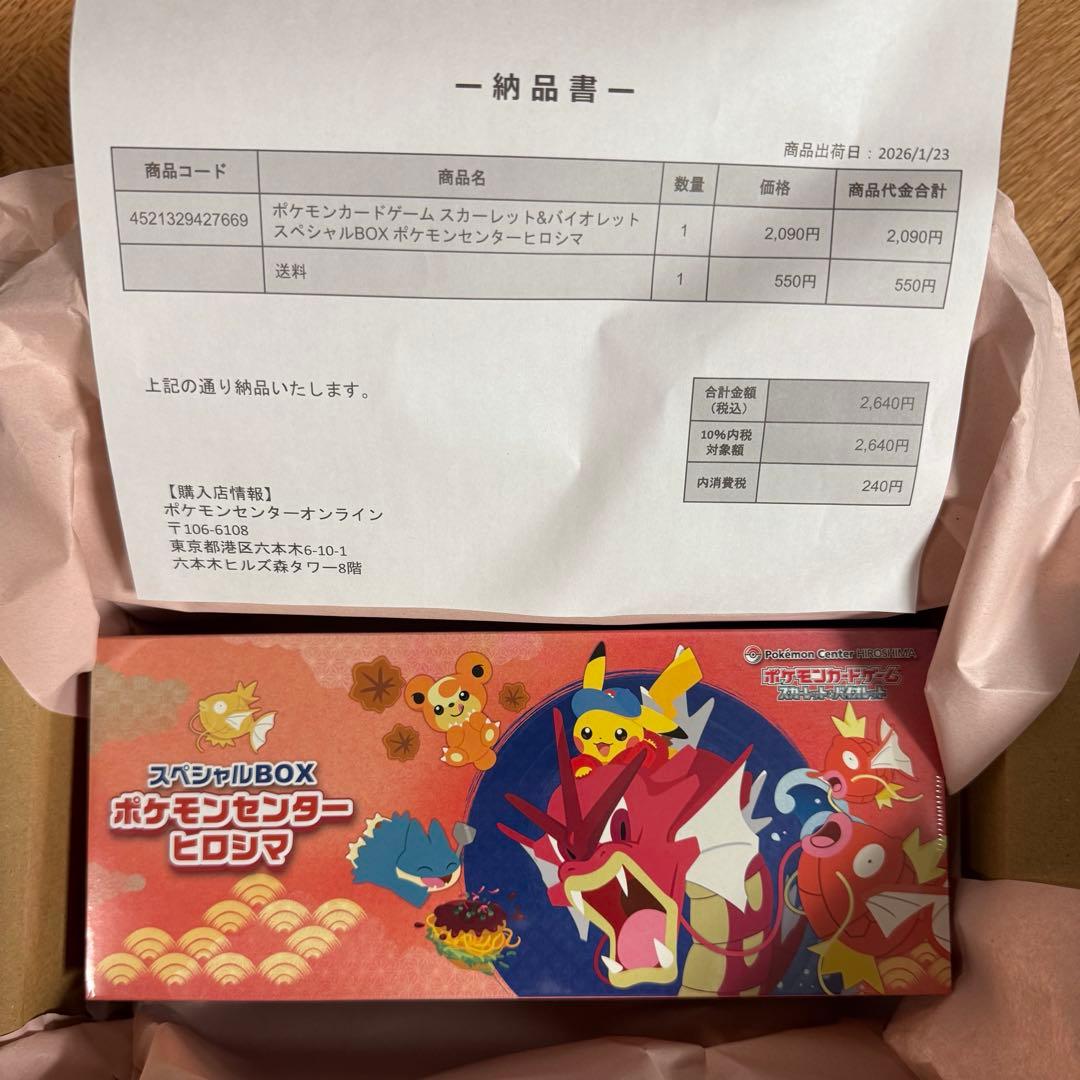 ー納品書ー
商品出荷日：2026/1/23
商品コード 商品名 数量 価格 商品代金合計
4521329427669 ポケモンカードゲーム スカーレット&バイオレット
スペシャルBOX ポケモンセンターヒロシマ 1 2,090円 2,090円
送料 1 550円 550円
上記の通り納品いたします。
合計金額
（税込） 2,640円
10%内税
対象額 2,640円
内消費税 240円
【購入店情報】
ポケモンセンターオンライン
〒106-6108
東京都港区六本木6-10-1
六本木ヒルズ森タワー8階
Pokémon Center HIROSHIMA
ポケモンカードゲーム
スカーレット&バイオレット
スペシャルBOX
ポケモンセンター
ヒロシマ